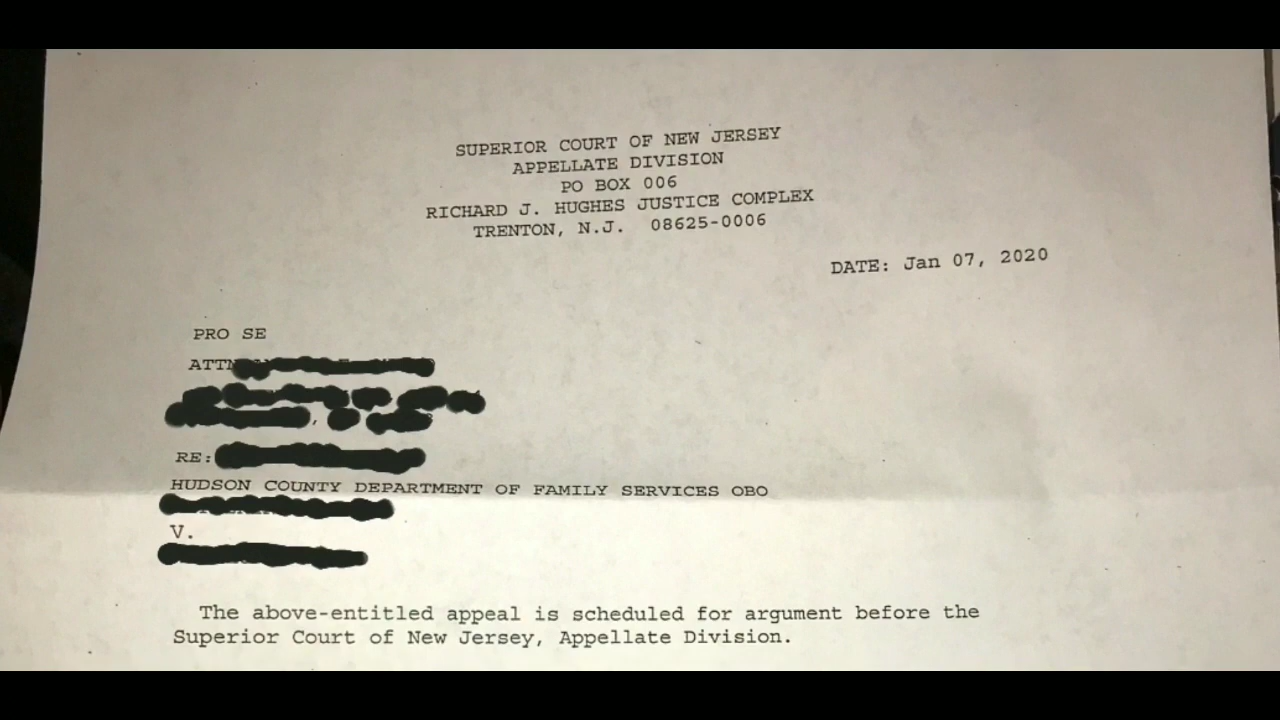 SUPERIOR COURT OF NEW JERSEY
APPELLATE DIVISION
PO BOX 006
RICHARD J. HUGHES JUSTICE COMPLEX
TRENTON, N.J. 08625-0006
DATE: Jan 07, 2020
PRO SE
ATTN
RE:
HUDSON COUNTY DEPARTMENT OF FAMILY SERVICES OBO
V.
The above-entitled appeal is scheduled for argument before the
Superior Court of New Jersey, Appellate Division.